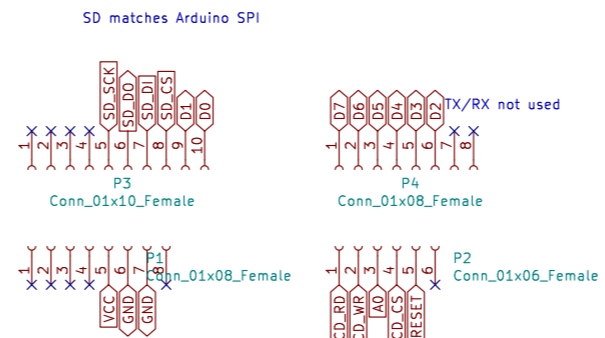 SD matches Arduino SPI
SD_SCK
SD_DO
SD_DI
SD_CS
D1
D0
1
2
3
4
5
6
7
8
9
10
P3
Conn_01x10_Female
D7
D6
D5
D4
D3
D2
TX/RX not used
1
2
3
4
5
6
7
8
P4
Conn_01x08_Female
1
2
3
4
5
6
7
8
P1
Conn_01x08_Female
VCC
GND
GND
1
2
3
4
5
6
P2
Conn_01x06_Female
CD_RD
CD_WR
A0
CD_CS
RESET